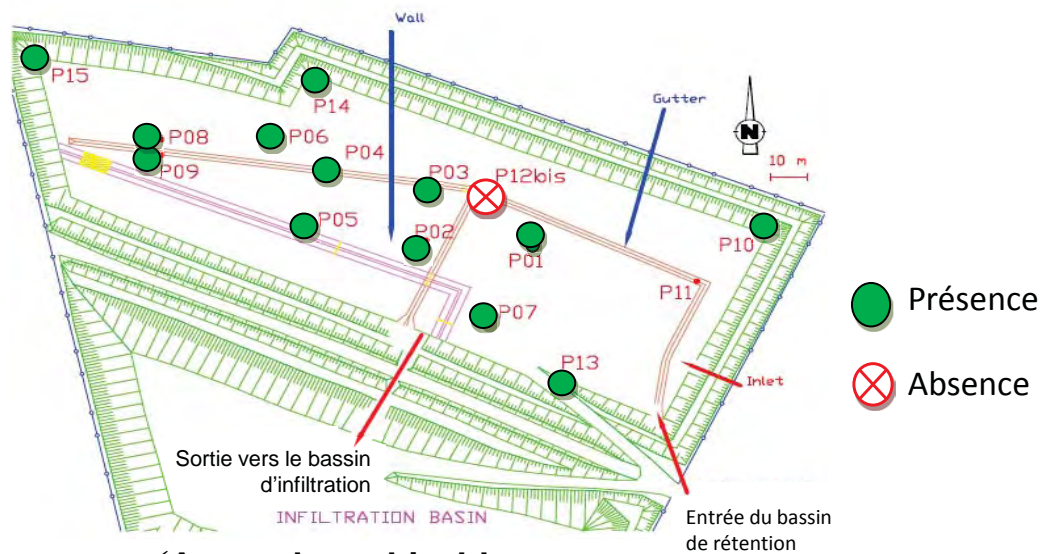 Wall
P15
P14
Gutter
N
10 m
P08
P06
P09
P04
P03
P12bis
P05
P02
P01
P10
P11
P07
P13
Inlet
Présence
Absence
Sortie vers le bassin
d'infiltration
INFILTRATION BASIN
Entrée du bassin
de rétention